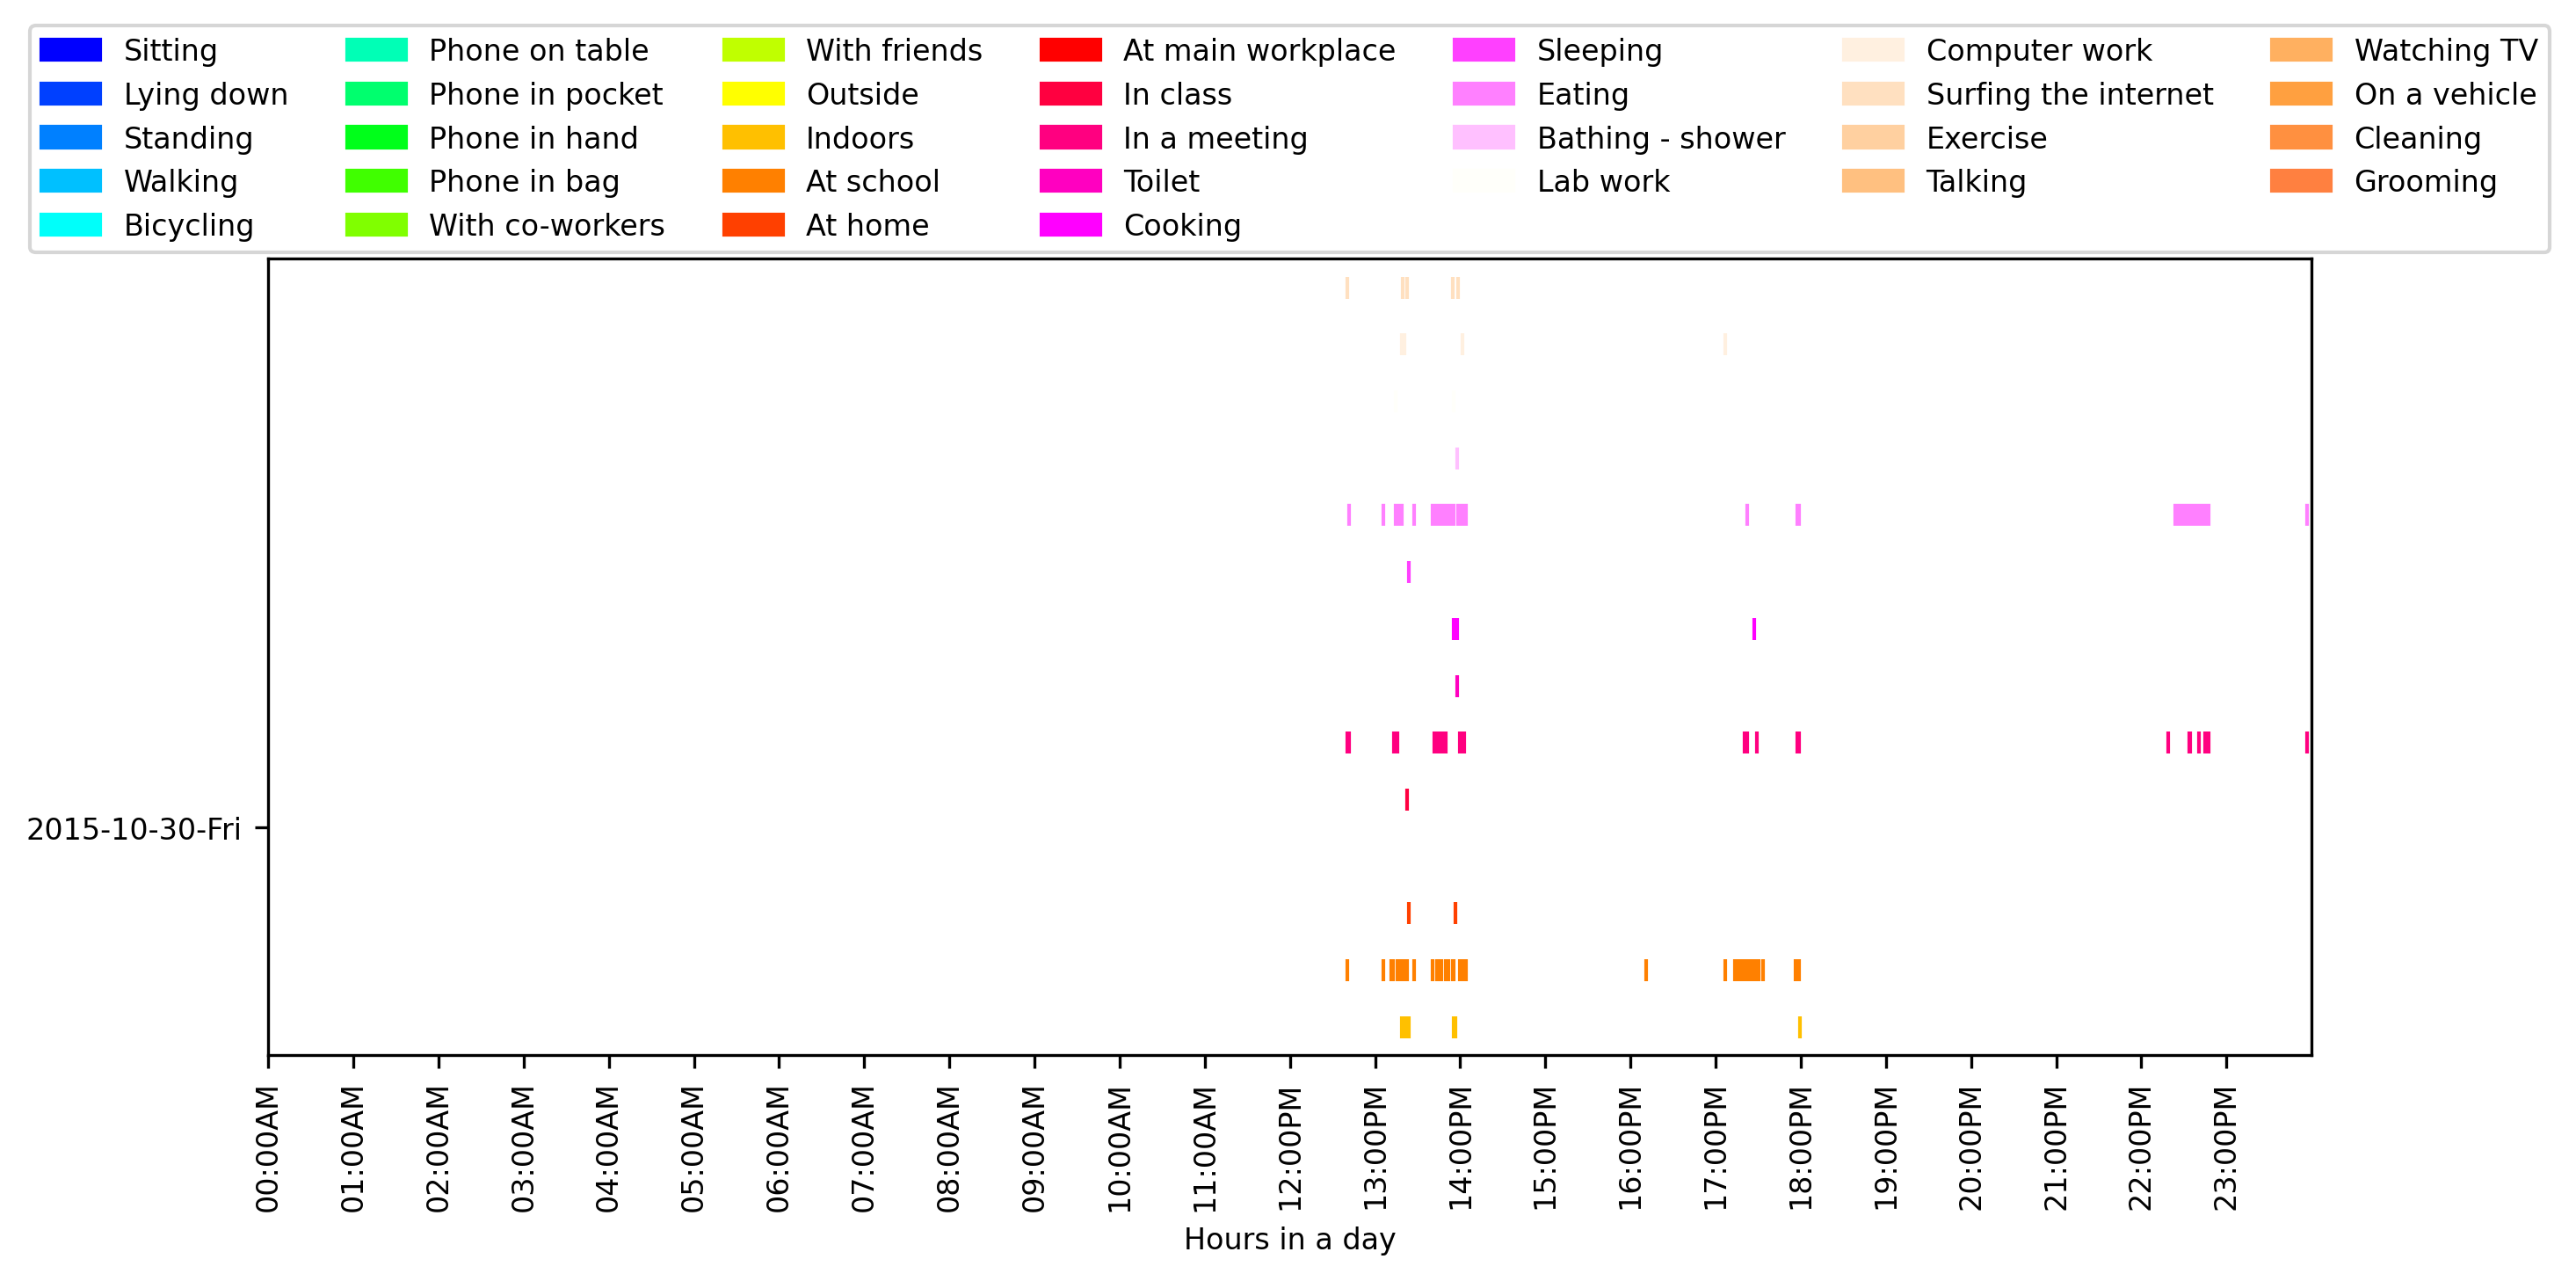 Sitting Phone on table With friends At main workplace Sleeping Computer work Watching TV
Lying down Phone in pocket Outside In class Eating Surfing the internet On a vehicle
Standing Phone in hand Indoors In a meeting Bathing - shower Exercise Cleaning
Walking Phone in bag At school Toilet Lab work Talking Grooming
Bicycling With co-workers At home Cooking
2015-10-30-Fri
00:00AM 01:00AM 02:00AM 03:00AM 04:00AM 05:00AM 06:00AM 07:00AM 08:00AM 09:00AM 10:00AM 11:00AM 12:00PM 13:00PM 14:00PM 15:00PM 16:00PM 17:00PM 18:00PM 19:00PM 20:00PM 21:00PM 22:00PM 23:00PM
Hours in a day